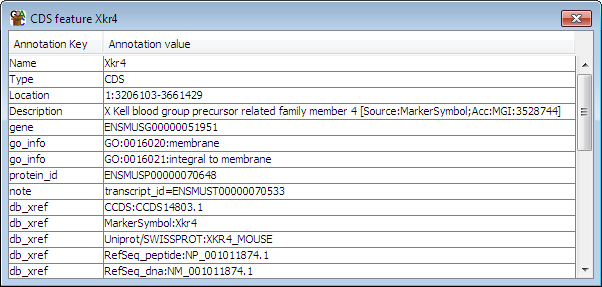 CDS feature Xkr4
Annotation Key Annotation value
Name Xkr4
Type CDS
Location 1:3206103-3661429
Description X Kell blood group precursor related family member 4 [Source:MarkerSymbol;Acc:MGI:3528744]
gene ENSMUSG00000051951
go_info GO:0016020:membrane
go_info GO:0016021:integral to membrane
protein_id ENSMUSP00000070648
note transcript_id=ENSMUST00000070533
db_xref CCDS:CCDS14803.1
db_xref MarkerSymbol:Xkr4
db_xref Uniprot/SWISSPROT:XKR4_MOUSE
db_xref RefSeq_peptide:NP_001011874.1
db_xref RefSeq_dna:NM_001011874.1